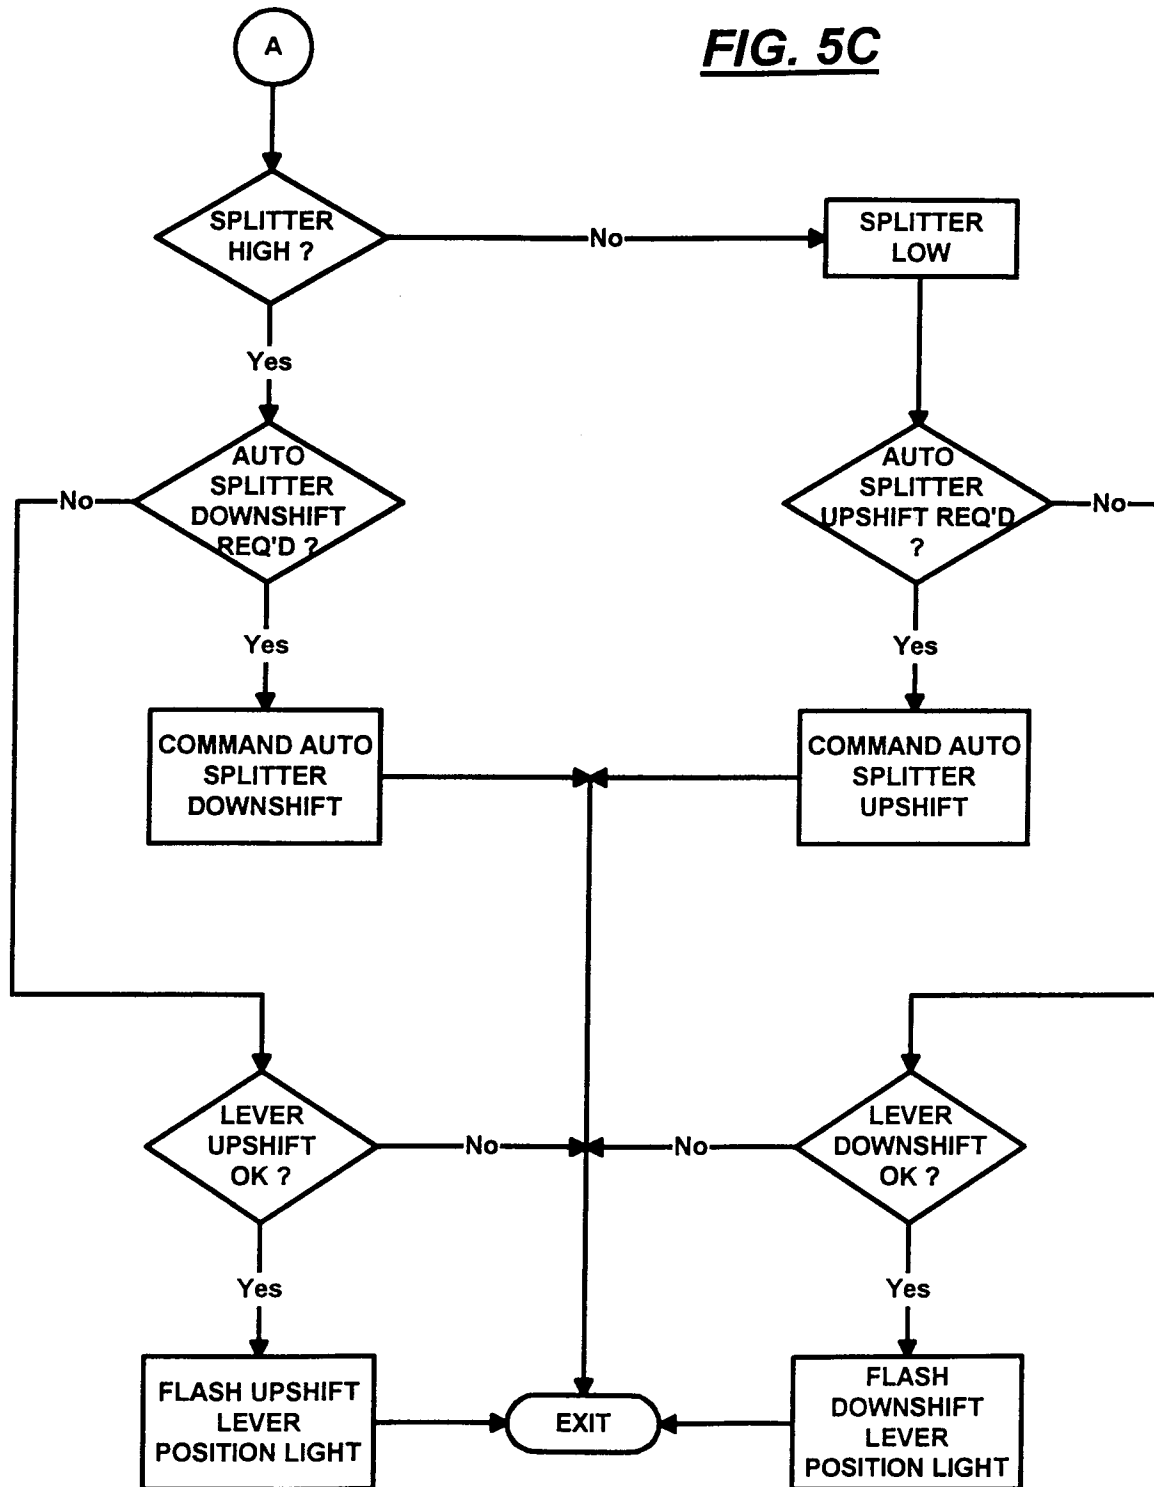 A
FIG. 5C
SPLITTER
HIGH ?
No
SPLITTER
LOW
Yes
AUTO
SPLITTER
DOWNSHIFT
REQ'D ?
No
AUTO
SPLITTER
UPSHIFT REQ'D
?
No
Yes
Yes
COMMAND AUTO
SPLITTER
DOWNSHIFT
COMMAND AUTO
SPLITTER
UPSHIFT
LEVER
UPSHIFT
OK ?
No
No
LEVER
DOWNSHIFT
OK ?
Yes
Yes
FLASH UPSHIFT
LEVER
POSITION LIGHT
EXIT
FLASH
DOWNSHIFT
LEVER
POSITION LIGHT